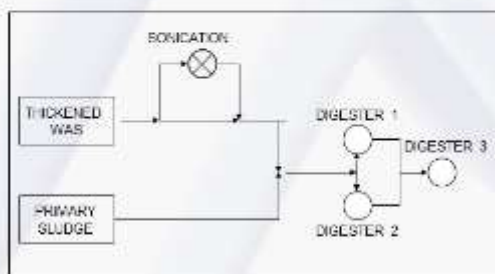 SONICATION
THICKENED
WAS
DIGESTER 1
DIGESTER 3
PRIMARY
SLUDGE
DIGESTER 2